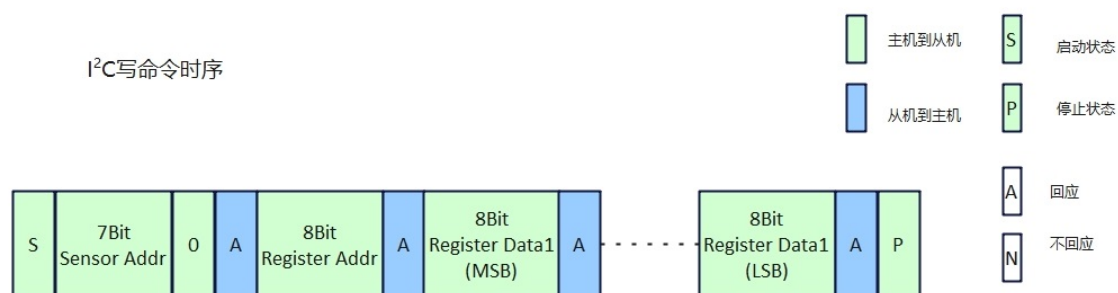 I²C写命令时序
主机到从机
S
启动状态
从机到主机
P
停止状态
A
回应
N
不回应
S
7Bit
Sensor Addr
0
A
8Bit
Register Addr
A
8Bit
Register Data1
(MSB)
A
8Bit
Register Data1
(LSB)
A
P